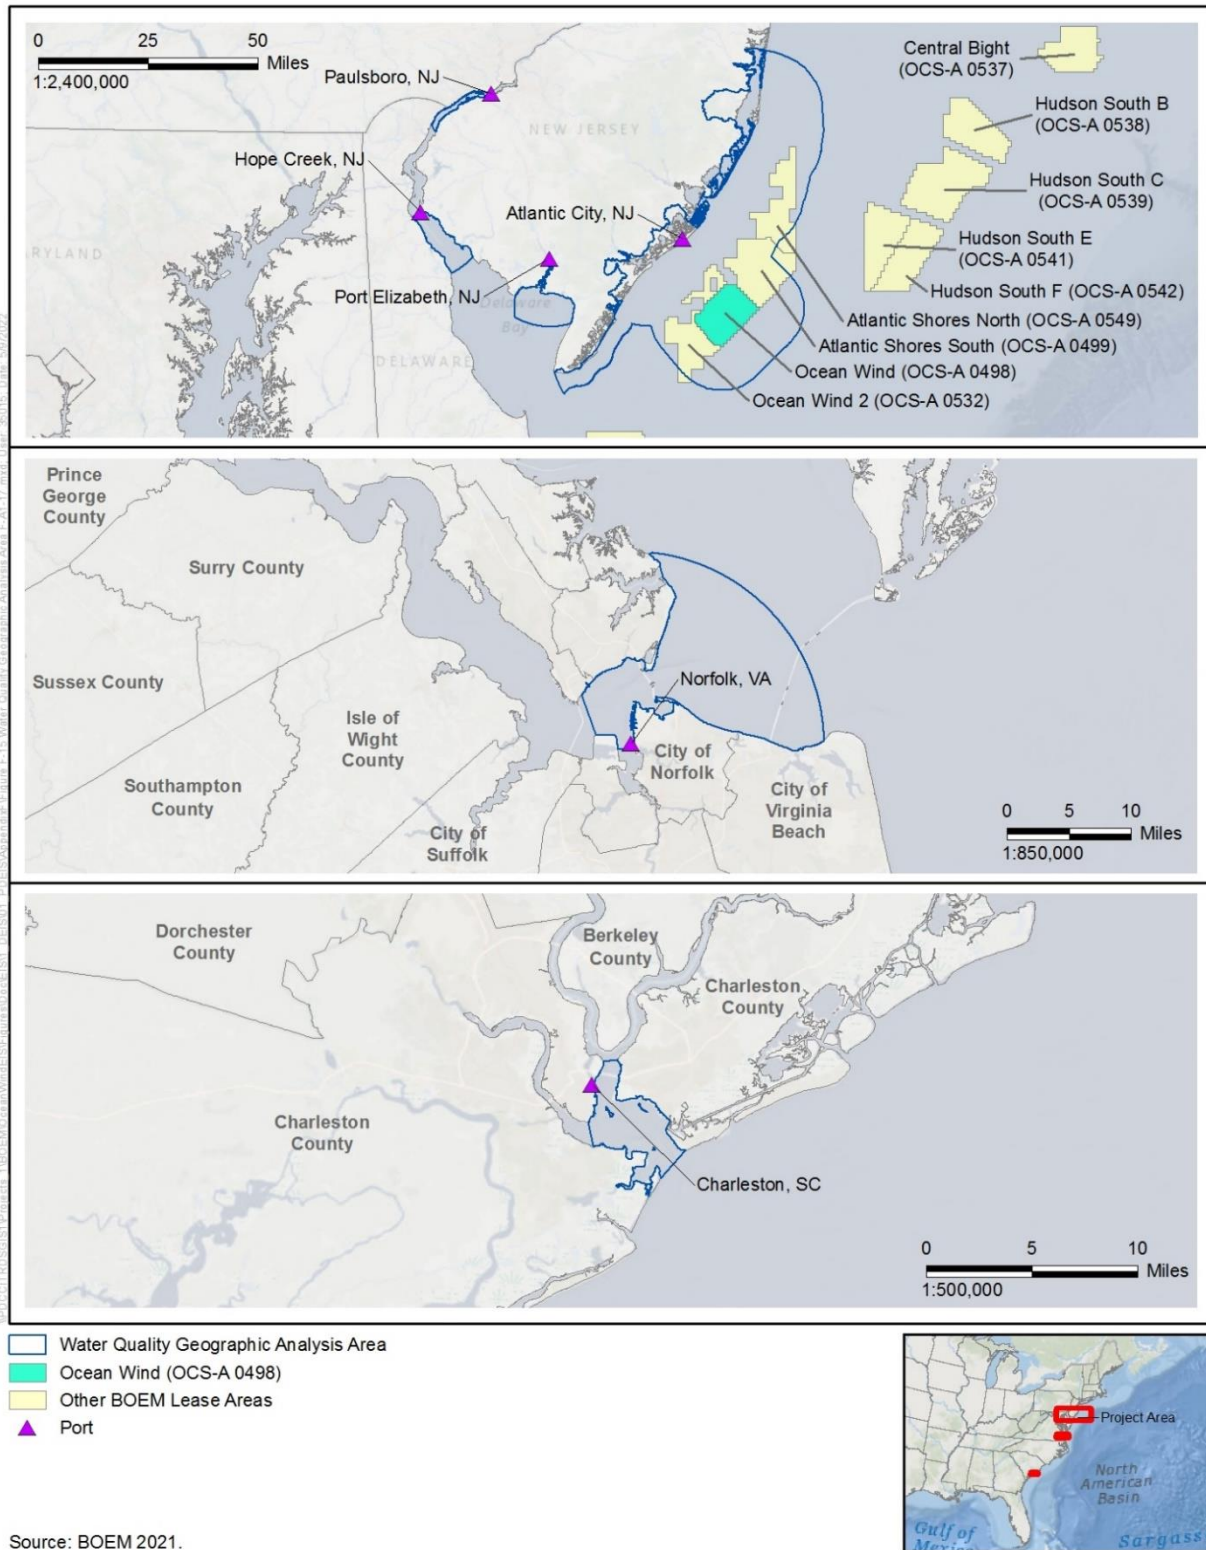 0 25 50
Miles
1:2,400,000
Paulsboro, NJ
Central Bight
(OCS-A 0537)
Hudson South B
(OCS-A 0538)
NEW JERSEY
Hope Creek, NJ
Hudson South C
(OCS-A 0539)
Atlantic City, NJ
Hudson South E
(OCS-A 0541)
RYLAND
Port Elizabeth, NJ
Hudson South F (OCS-A 0542)
Delaware
Bay
Atlantic Shores North (OCS-A 0549)
Atlantic Shores South (OCS-A 0499)
DELAWARE
Ocean Wind (OCS-A 0498)
Ocean Wind 2 (OCS-A 0532)
Prince
George
County
Surry County
Sussex County
Norfolk, VA
Isle of
Wight
County
City of
Norfolk
Southampton
County
City of
Virginia
Beach
City of
Suffolk
0 5 10
Miles
1:850,000
Dorchester
County
Berkeley
County
Charleston
County
Charleston
County
Charleston, SC
0 5 10
Miles
1:500,000
Water Quality Geographic Analysis Area
Ocean Wind (OCS-A 0498)
Other BOEM Lease Areas
Port
Project Area
North
American
Basin
Gulf of
Sargass
Source: BOEM 2021.